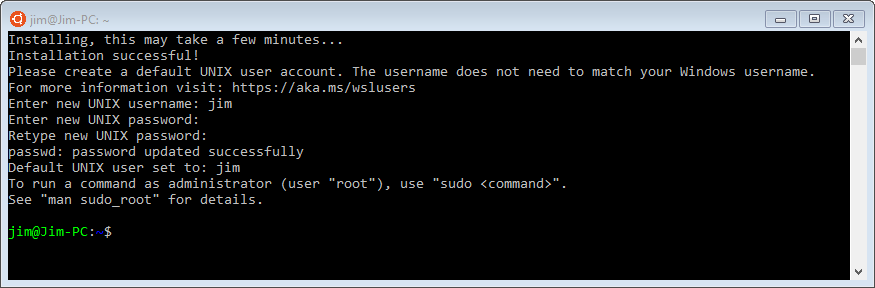 jim@Jim-PC: ~
Installing, this may take a few minutes...
Installation successful!
Please create a default UNIX user account. The username does not need to match your Windows username.
For more information visit: https://aka.ms/wslusers
Enter new UNIX username: jim
Enter new UNIX password:
Retype new UNIX password:
passwd: password updated successfully
Default UNIX user set to: jim
To run a command as administrator (user "root"), use "sudo <command>".
See "man sudo_root" for details.
jim@Jim-PC:~$